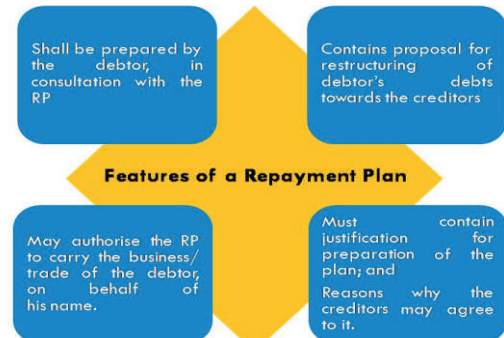 Shall be prepared by
the debtor, in
consultation with the
RP
Contains proposal for
restructuring of
debtor's debts
towards the creditors
Features of a Repayment Plan
May authorise the RP
to carry the business/
trade of the debtor,
on behalf of
his name.
Must contain
justification for
preparation of the
plan; and
Reasons why the
creditors may agree
to it.